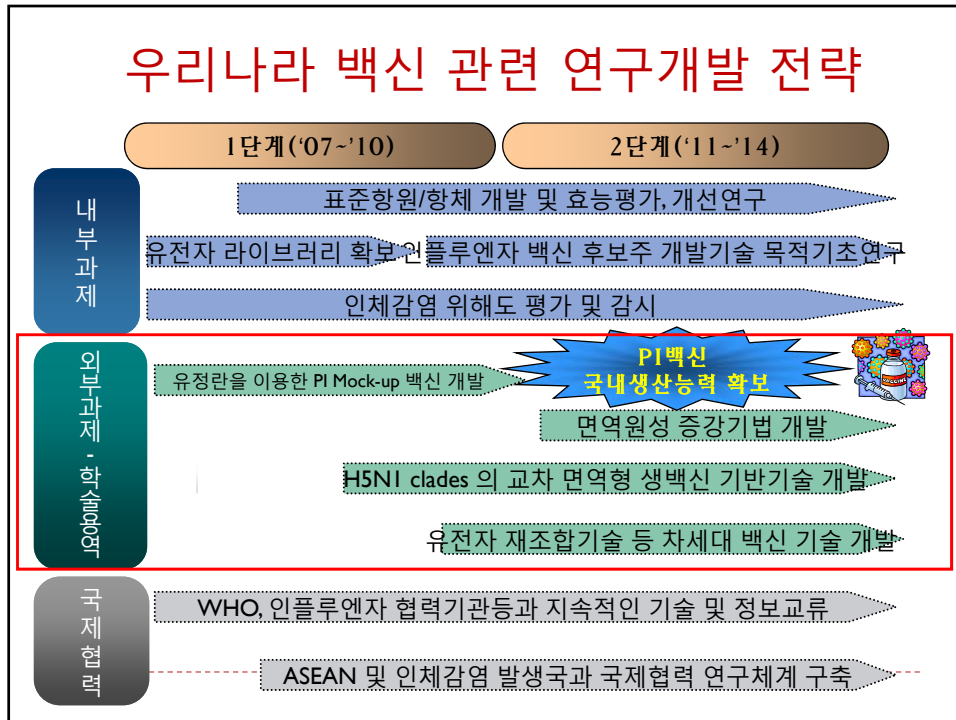 우리나라 백신 관련 연구개발 전략
1단계('07~'10)
2단계('11~'14)
내부과제
표준항원/항체 개발 및 효능평가, 개선연구
유전자 라이브러리 확보
인플루엔자 백신 후보주 개발기술 목적기초연구
인체감염 위해도 평가 및 감시
외부과제 - 학술용역
유정란을 이용한 PI Mock-up 백신 개발
PI백신
국내생산능력 확보
VACCINE
면역원성 증강기법 개발
H5N1 clades 의 교차 면역형 생백신 기반기술 개발
유전자 재조합기술 등 차세대 백신 기술 개발
국제협력
WHO, 인플루엔자 협력기관등과 지속적인 기술 및 정보교류
ASEAN 및 인체감염 발생국과 국제협력 연구체계 구축